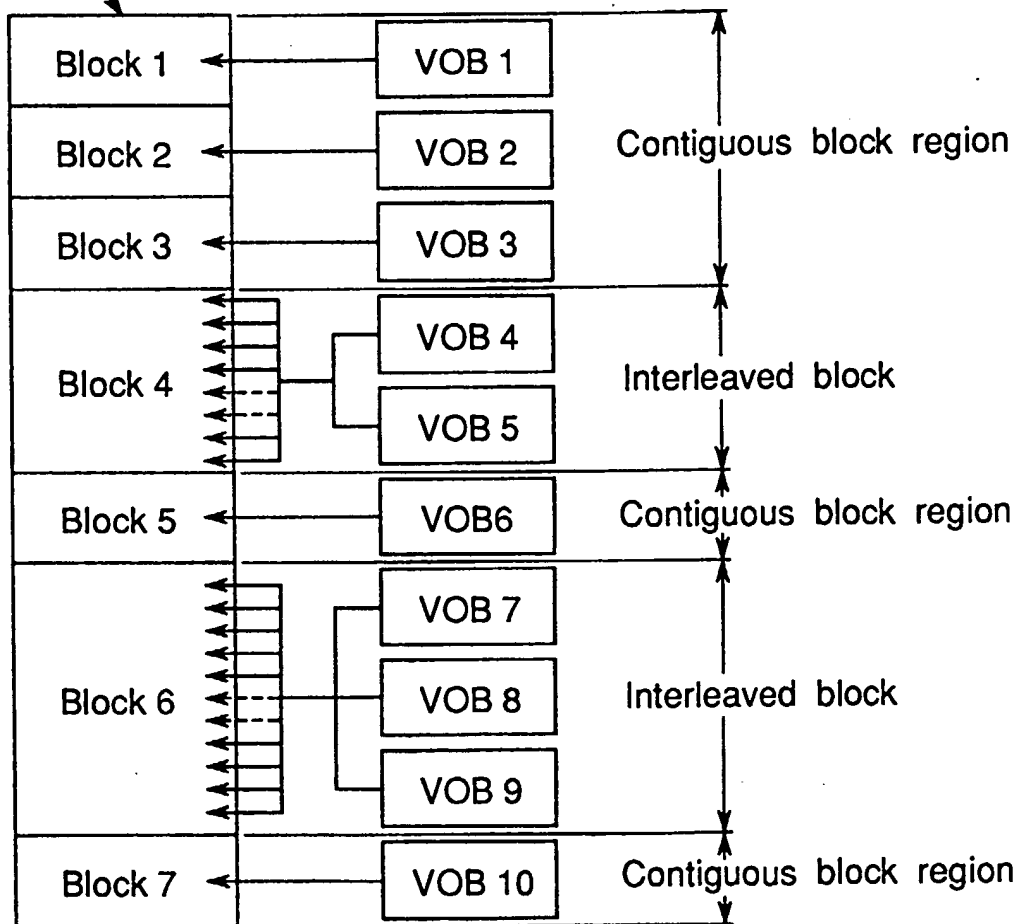 Block 1
VOB 1
Block 2
VOB 2
Contiguous block region
Block 3
VOB 3
Block 4
VOB 4
Interleaved block
VOB 5
Block 5
VOB6
Contiguous block region
VOB 7
Block 6
VOB 8
Interleaved block
VOB 9
Block 7
VOB 10
Contiguous block region